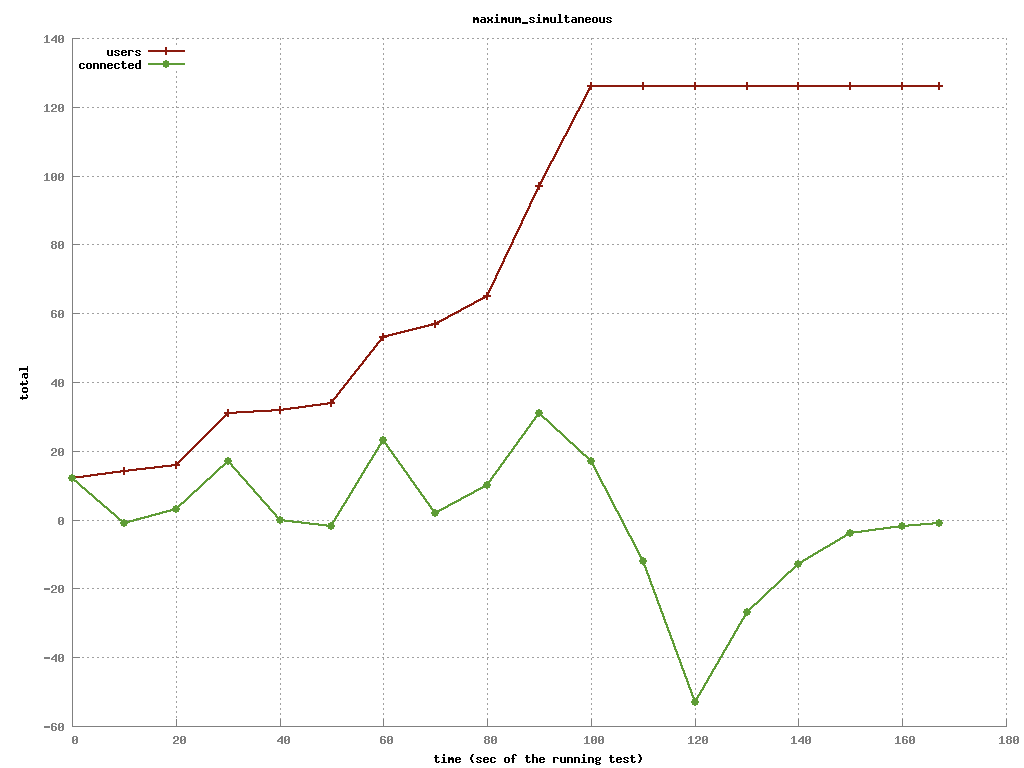 maximum_simultaneous
users
connected
140
120
100
80
60
40
20
0
-20
-40
-60
total
0 20 40 60 80 100 120 140 160 180
time (sec of the running test)